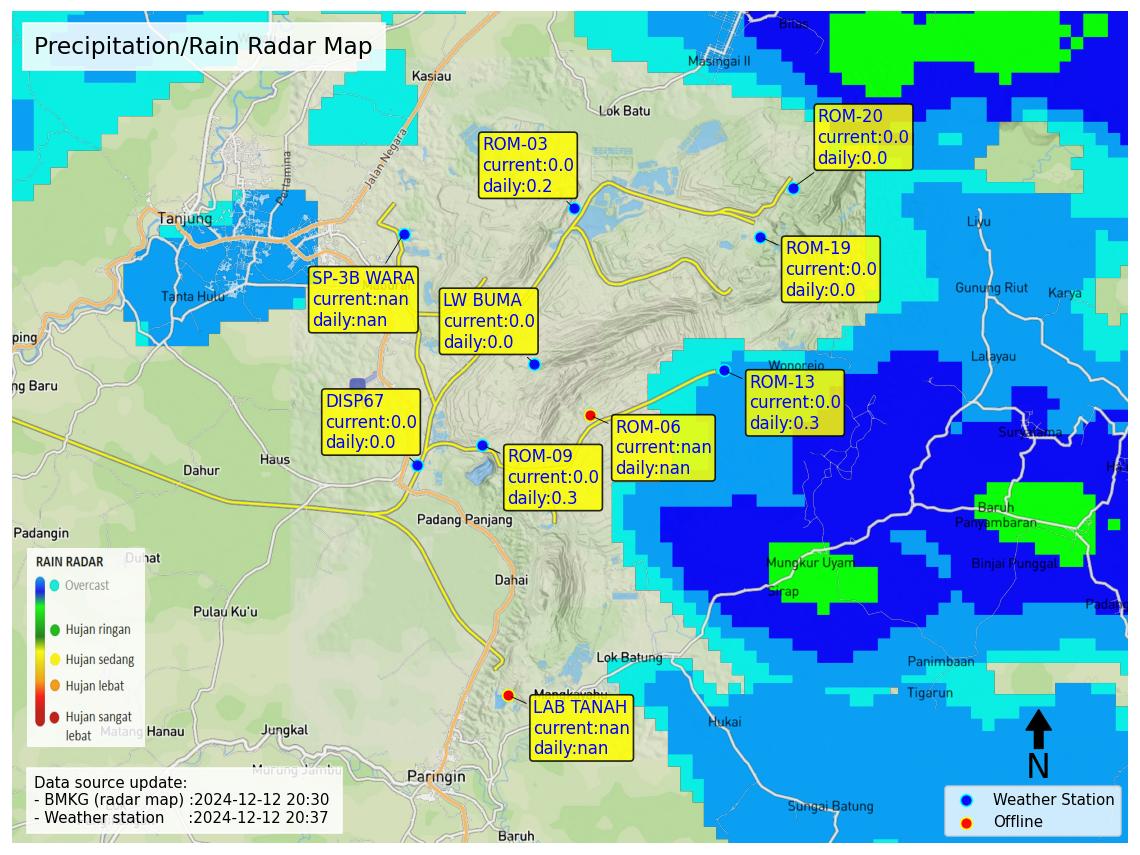 Precipitation/Rain Radar Map
Bilas
Masingai II
Kasiau
Lok Batu
ROM-20
current:0.0
daily:0.0
ROM-03
current:0.0
daily:0.2
Jalan Negara
Pertamina
Tanjung
Liyu
ROM-19
current:0.0
daily:0.0
SP-3B WARA
current:nan
daily:nan
Tanta Hulu
LW BUMA
current:0.0
daily:0.0
Gunung Riut
Karya
ping
Lalayau
Wonorejo
ng Baru
ROM-13
current:0.0
daily:0.3
DISP67
current:0.0
daily:0.0
ROM-06
current:nan
daily:nan
Suryatama
ROM-09
current:0.0
daily:0.3
Haus
Dahur
Ha
Baruh
Panyambaran
Padang Panjang
Padangin
Duhat
Mungkur Uyam
Binjai Punggal
Sirap
Dahai
Padang
Pulau Ku'u
RAIN RADAR
Overcast
Hujan ringan
Hujan sedang
Hujan lebat
Hujan sangat
lebat
Lok Batung
Panimbaan
Tigarun
Mangkayahu
LAB TANAH
current:nan
daily:nan
Hukai
Matang Hanau
Jungkal
Murung Jambu
Paringin
N
Data source update:
- BMKG (radar map) :2024-12-12 20:30
- Weather station :2024-12-12 20:37
Sungai Batung
Baruh
Weather Station
Offline